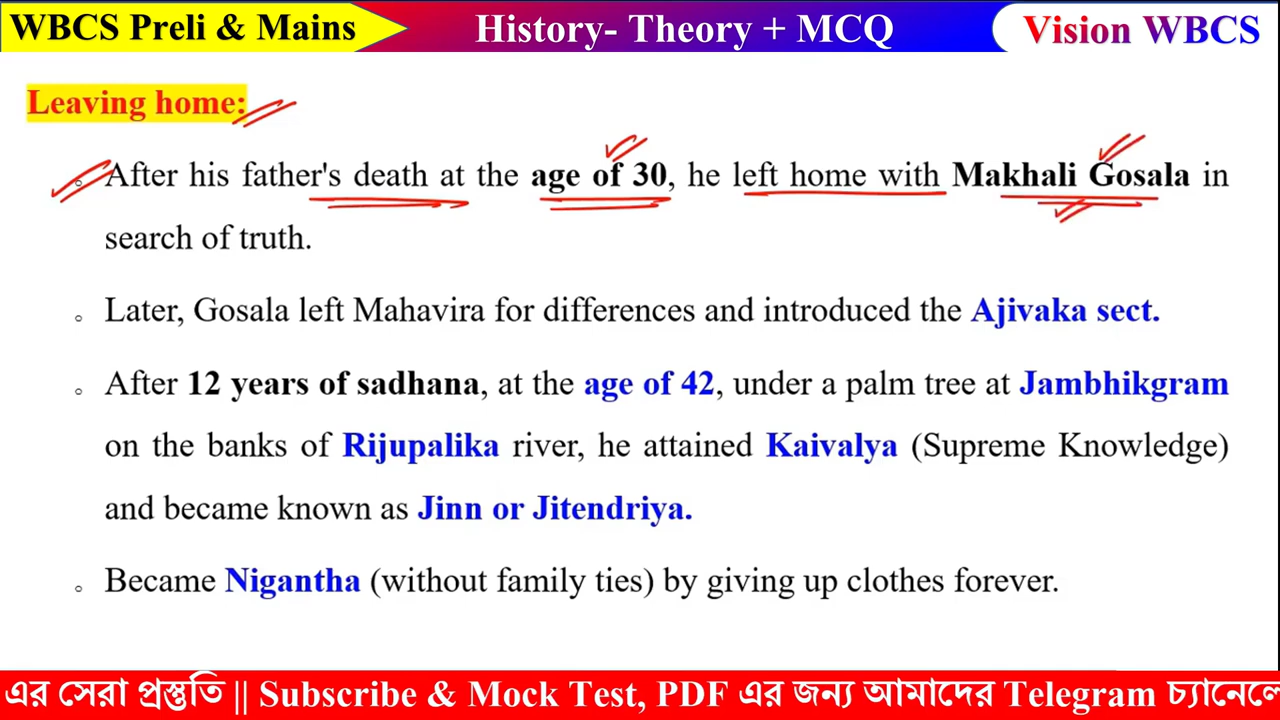 WBCS Preli & Mains
History- Theory + MCQ
Vision WBCS
Leaving home:
After his father's death at the age of 30, he left home with Makhali Gosala in
search of truth.
Later, Gosala left Mahavira for differences and introduced the Ajivaka sect.
After 12 years of sadhana, at the age of 42, under a palm tree at Jambhikgram
on the banks of Rijupalika river, he attained Kaivalya (Supreme Knowledge)
and became known as Jinn or Jitendriya.
Became Nigantha (without family ties) by giving up clothes forever.
এর সেরা প্রস্তুতি || Subscribe & Mock Test, PDF এর জন্য আমাদের Telegram চ্যানেলে